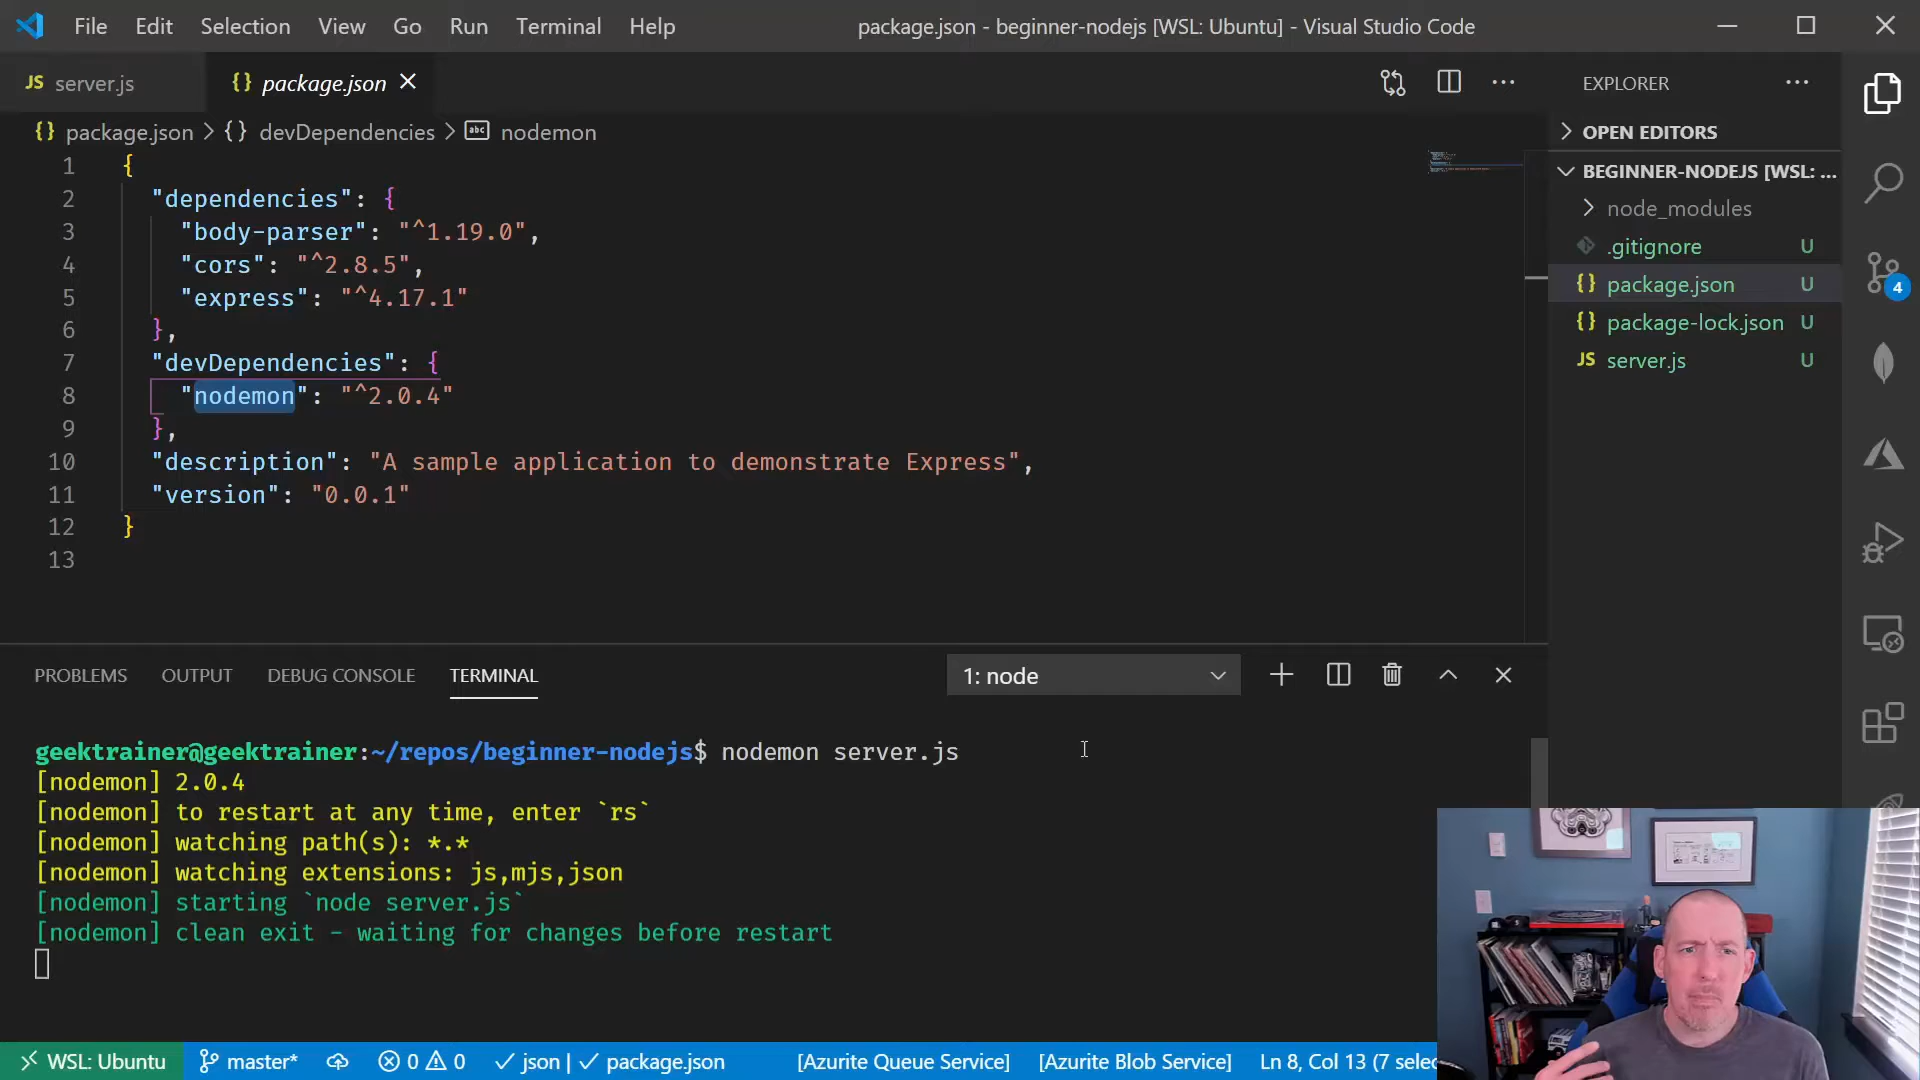 File Edit Selection View Go Run Terminal Help package.json - beginner-nodejs [WSL: Ubuntu] - Visual Studio Code
JS server.js {} package.json
{} package.json > {} devDependencies > abc nodemon
1 {
2 "dependencies": {
3 "body-parser": "^1.19.0",
4 "cors": "^2.8.5",
5 "express": "^4.17.1"
6 },
7 "devDependencies": {
8 "nodemon": "^2.0.4"
9 },
10 "description": "A sample application to demonstrate Express",
11 "version": "0.0.1"
12 }
13
EXPLORER
OPEN EDITORS
BEGINNER-NODEJS [WSL: ...
node_modules
.gitignore U
{} package.json U
{} package-lock.json U
JS server.js U
4
PROBLEMS OUTPUT DEBUG CONSOLE TERMINAL 1: node
geektrainer@geektrainer:~/repos/beginner-nodejs$ nodemon server.js
[nodemon] 2.0.4
[nodemon] to restart at any time, enter `rs`
[nodemon] watching path(s): *.*
[nodemon] watching extensions: js,mjs,json
[nodemon] starting `node server.js`
[nodemon] clean exit - waiting for changes before restart
WSL: Ubuntu master* 0 0 json | package.json [Azurite Queue Service] [Azurite Blob Service] Ln 8, Col 13 (7 selec